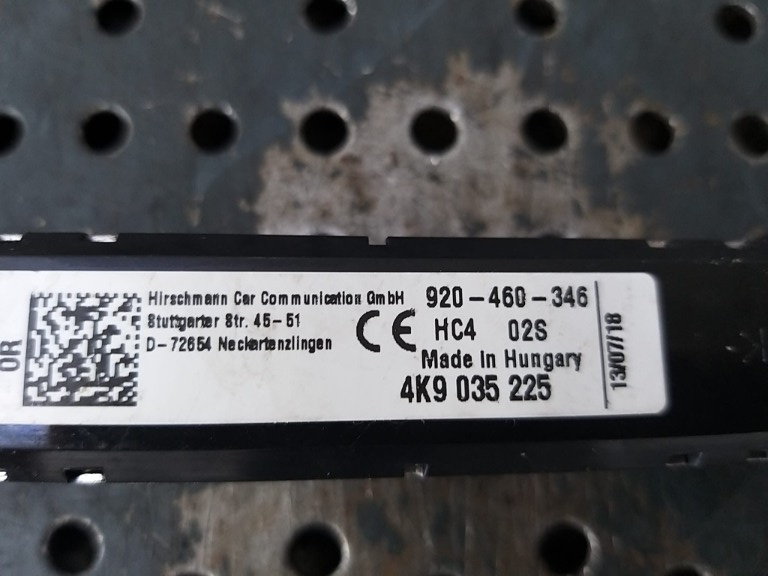 OR
Hirschmann Car Communication GmbH
Stuttgarter Str. 45-51
D-72654 Neckartenzlingen
CE
920-460-346
HC4 02S
Made in Hungary
4K9 035 225
13/07/18